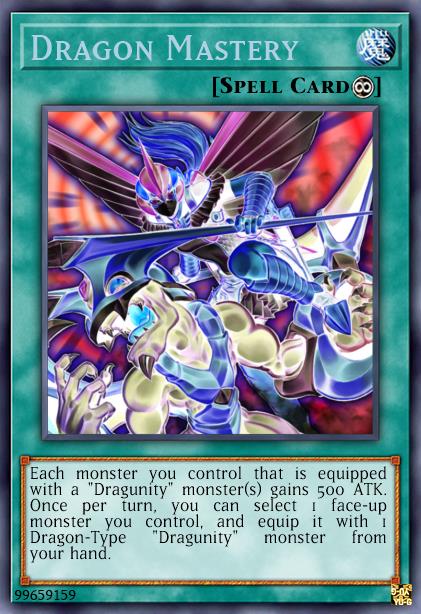 Dragon Mastery
魔
[Spell Card]
Each monster you control that is equipped
with a "Dragunity" monster(s) gains 500 ATK.
Once per turn, you can select 1 face-up
monster you control, and equip it with 1
Dragon-Type "Dragunity" monster from
your hand.
99659159